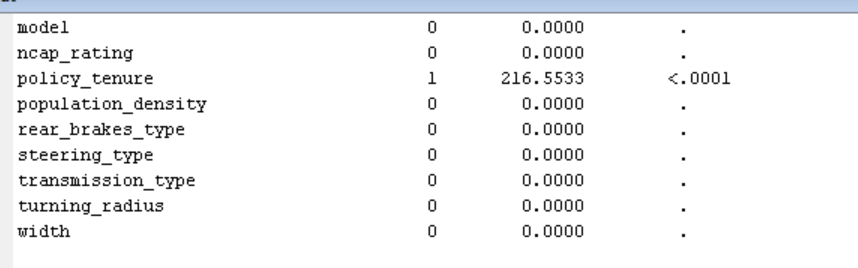 model 0 0.0000 .
ncap_rating 0 0.0000 .
policy_tenure 1 216.5533 <.0001
population_density 0 0.0000 .
rear_brakes_type 0 0.0000 .
steering_type 0 0.0000 .
transmission_type 0 0.0000 .
turning_radius 0 0.0000 .
width 0 0.0000 .